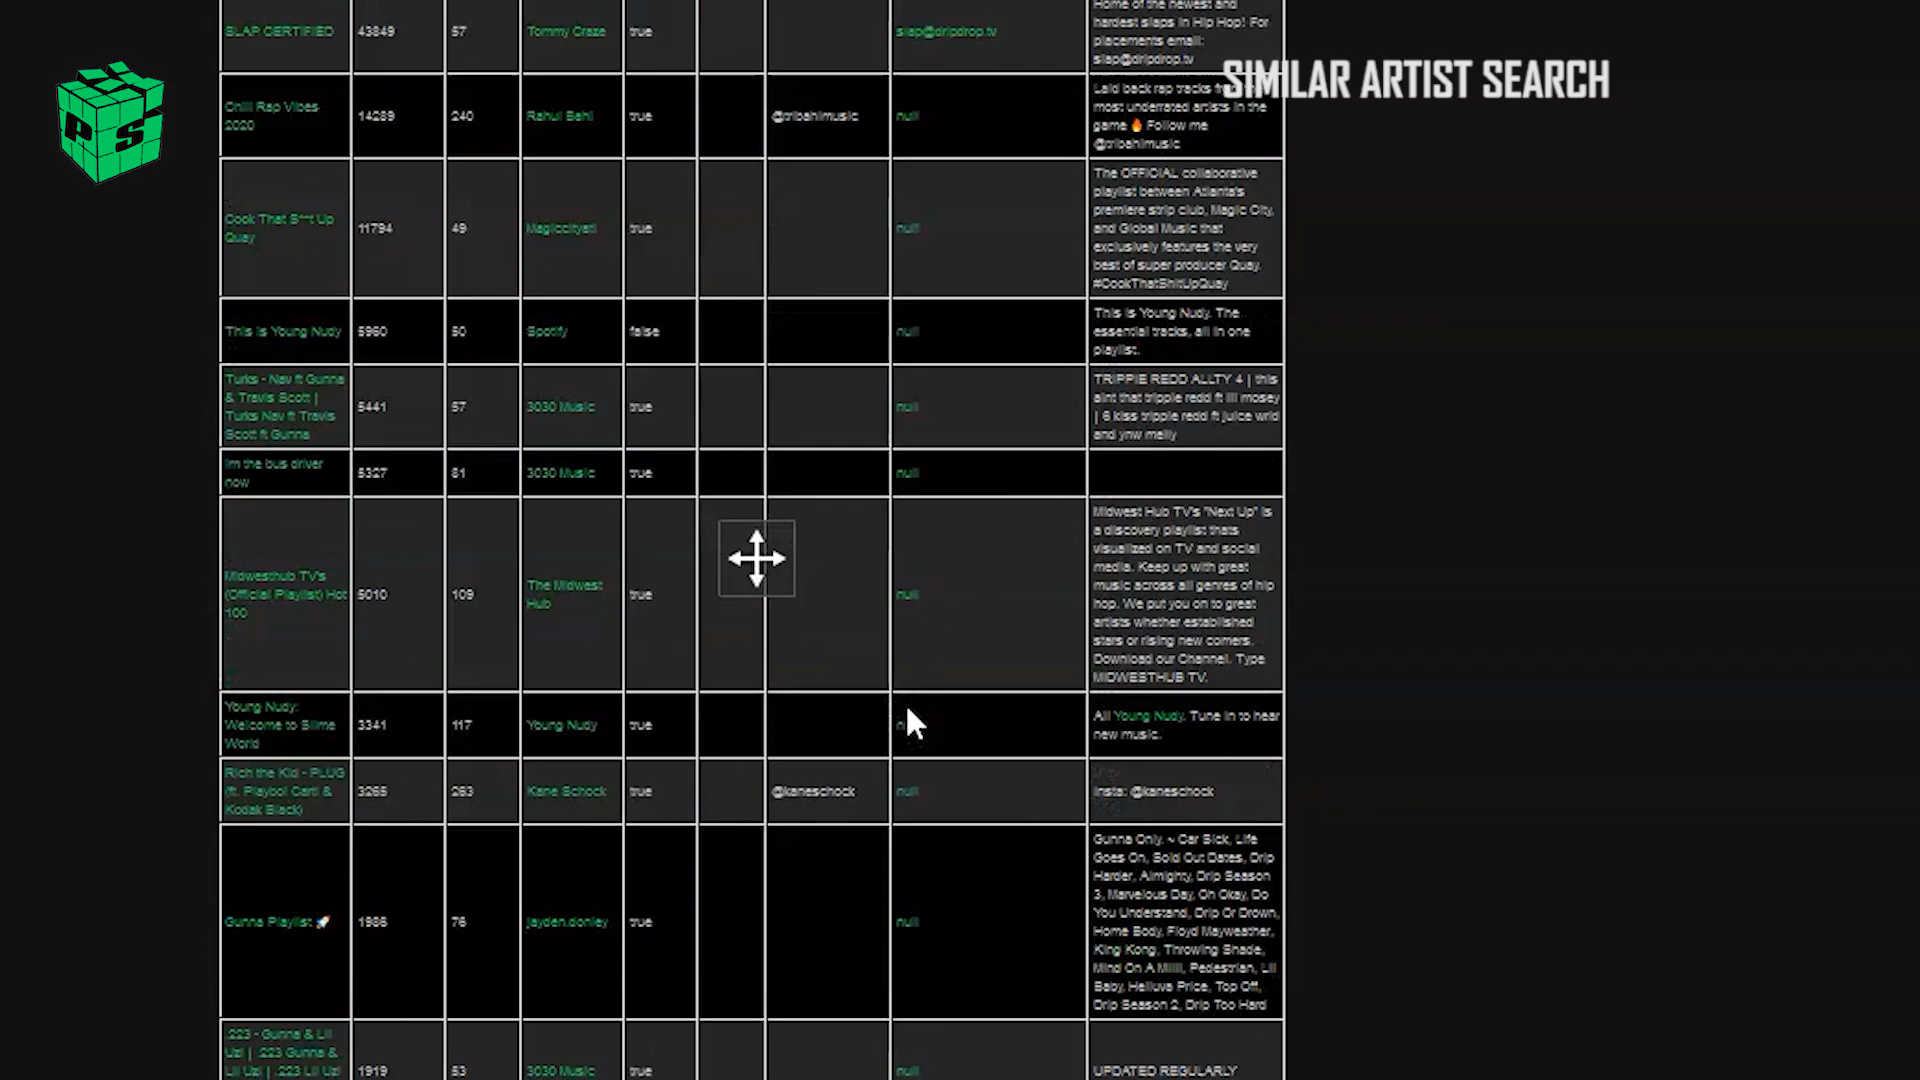 SIMILAR ARTIST SEARCH
PS
SLAP CERTIFIED
43849
57
Tommy Craze
true
slap@dripdrop.tv
Home of the newest and
hardest slaps in Hip Hop! For
placements email:
slap@dripdrop.tv
Chill Rap Vibes
2020
14289
240
Rahul Bahl
true
@tribahlmusic
null
Laid back rap tracks
most underrated artists in the
game 🔥 Follow me
@tribahlmusic
Cook That S**t Up
Quay
11794
49
Magiccityatl
true
null
The OFFICIAL collaborative
playlist between Atlanta's
premiere strip club, Magic City,
and Global Music that
exclusively features the very
best of super producer Quay.
#CookThatShitUpQuay
This Is Young Nudy
5960
50
Spotify
false
null
This is Young Nudy. The
essential tracks, all in one
playlist.
Turks - Nav ft Gunna
& Travis Scott |
Turks Nav ft Travis
Scott ft Gunna
5441
57
3030 Music
true
null
TRIPPIE REDD ALLTY 4 | this
aint that trippie redd ft lil mosey
| 6 kiss trippie redd ft juice wrld
and ynw melly
im the bus driver
now
5327
81
3030 Music
true
null
Midwesthub TV's
(Official Playlist) Hot
100
5010
109
The Midwest
Hub
true
null
Midwest Hub TV's "Next Up" is
a discovery playlist thats
visualized on TV and social
media. Keep up with great
music across all genres of hip
hop. We put you on to great
artists whether established
stars or rising new comers.
Download our Channel. Type
MIDWESTHUB TV.
Young Nudy:
Welcome to Slime
World
3341
117
Young Nudy
true
All Young Nudy. Tune in to hear
new music.
Rich the Kid - PLUG
(ft. Playboi Carti &
Kodak Black)
3265
263
Kane Schock
true
@kaneschock
null
Insta: @kaneschock
Gunna Playlist 🚀
1986
76
jayden.donley
true
null
Gunna Only. ~ Car Sick, Life
Goes On, Sold Out Dates, Drip
Harder, Almighty, Drip Season
3, Marvelous Day, Oh Okay, Do
You Understand, Drip Or Drown,
Home Body, Floyd Mayweather,
King Kong, Throwing Shade,
Mind On A Milli, Pedestrian, Lil
Baby, Helluva Price, Top Off,
Drip Season 2, Drip Too Hard
.223 - Gunna & Lil
Uzi | .223 Gunna &
Lil Uzi | .223 Lil Uzi
1919
53
3030 Music
true
null
UPDATED REGULARLY